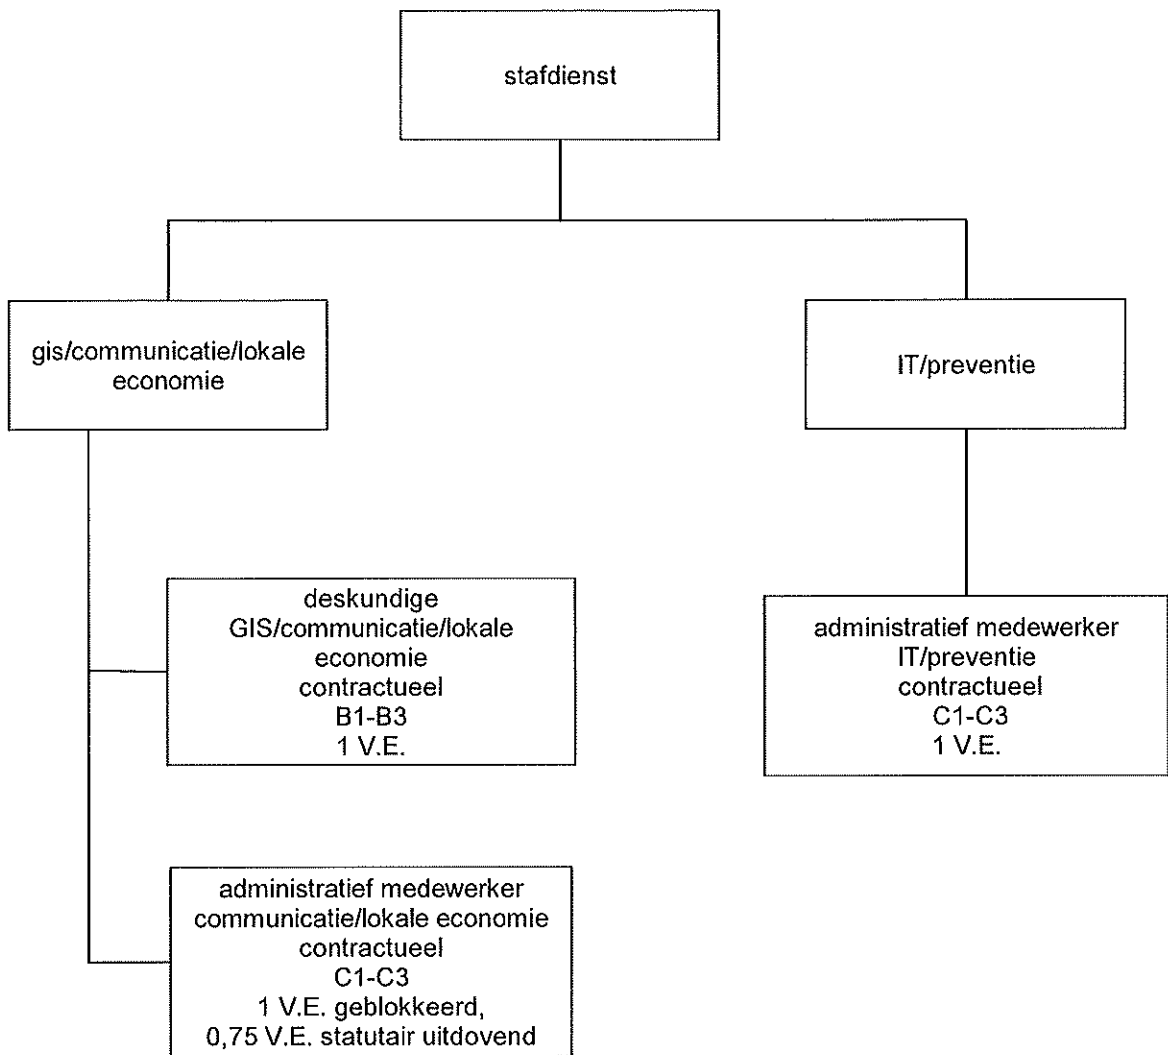 stafdienst
gis/communicatie/lokale
economie
IT/preventie
deskundige
GIS/communicatie/lokale
economie
contractueel
B1-B3
1 V.E.
administratief medewerker
IT/preventie
contractueel
C1-C3
1 V.E.
administratief medewerker
communicatie/lokale economie
contractueel
C1-C3
1 V.E. geblokkeerd,
0,75 V.E. statutair uitdovend